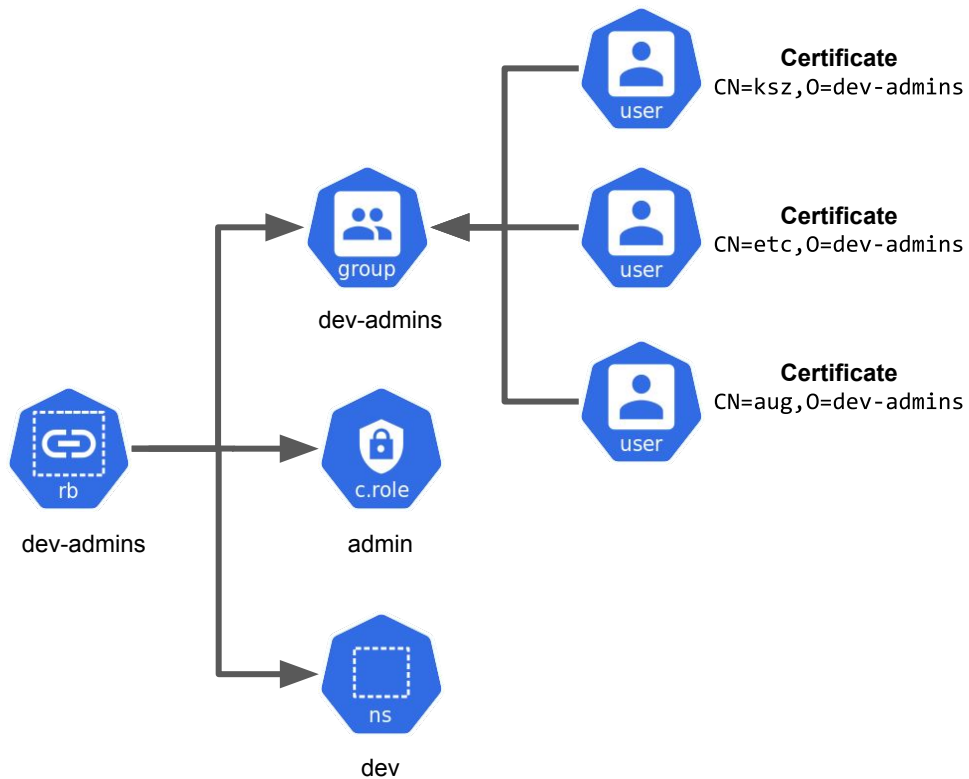 user
Certificate
CN=ksz,O=dev-admins
group
dev-admins
user
Certificate
CN=etc,O=dev-admins
user
Certificate
CN=aug,O=dev-admins
rb
dev-admins
c.role
admin
ns
dev